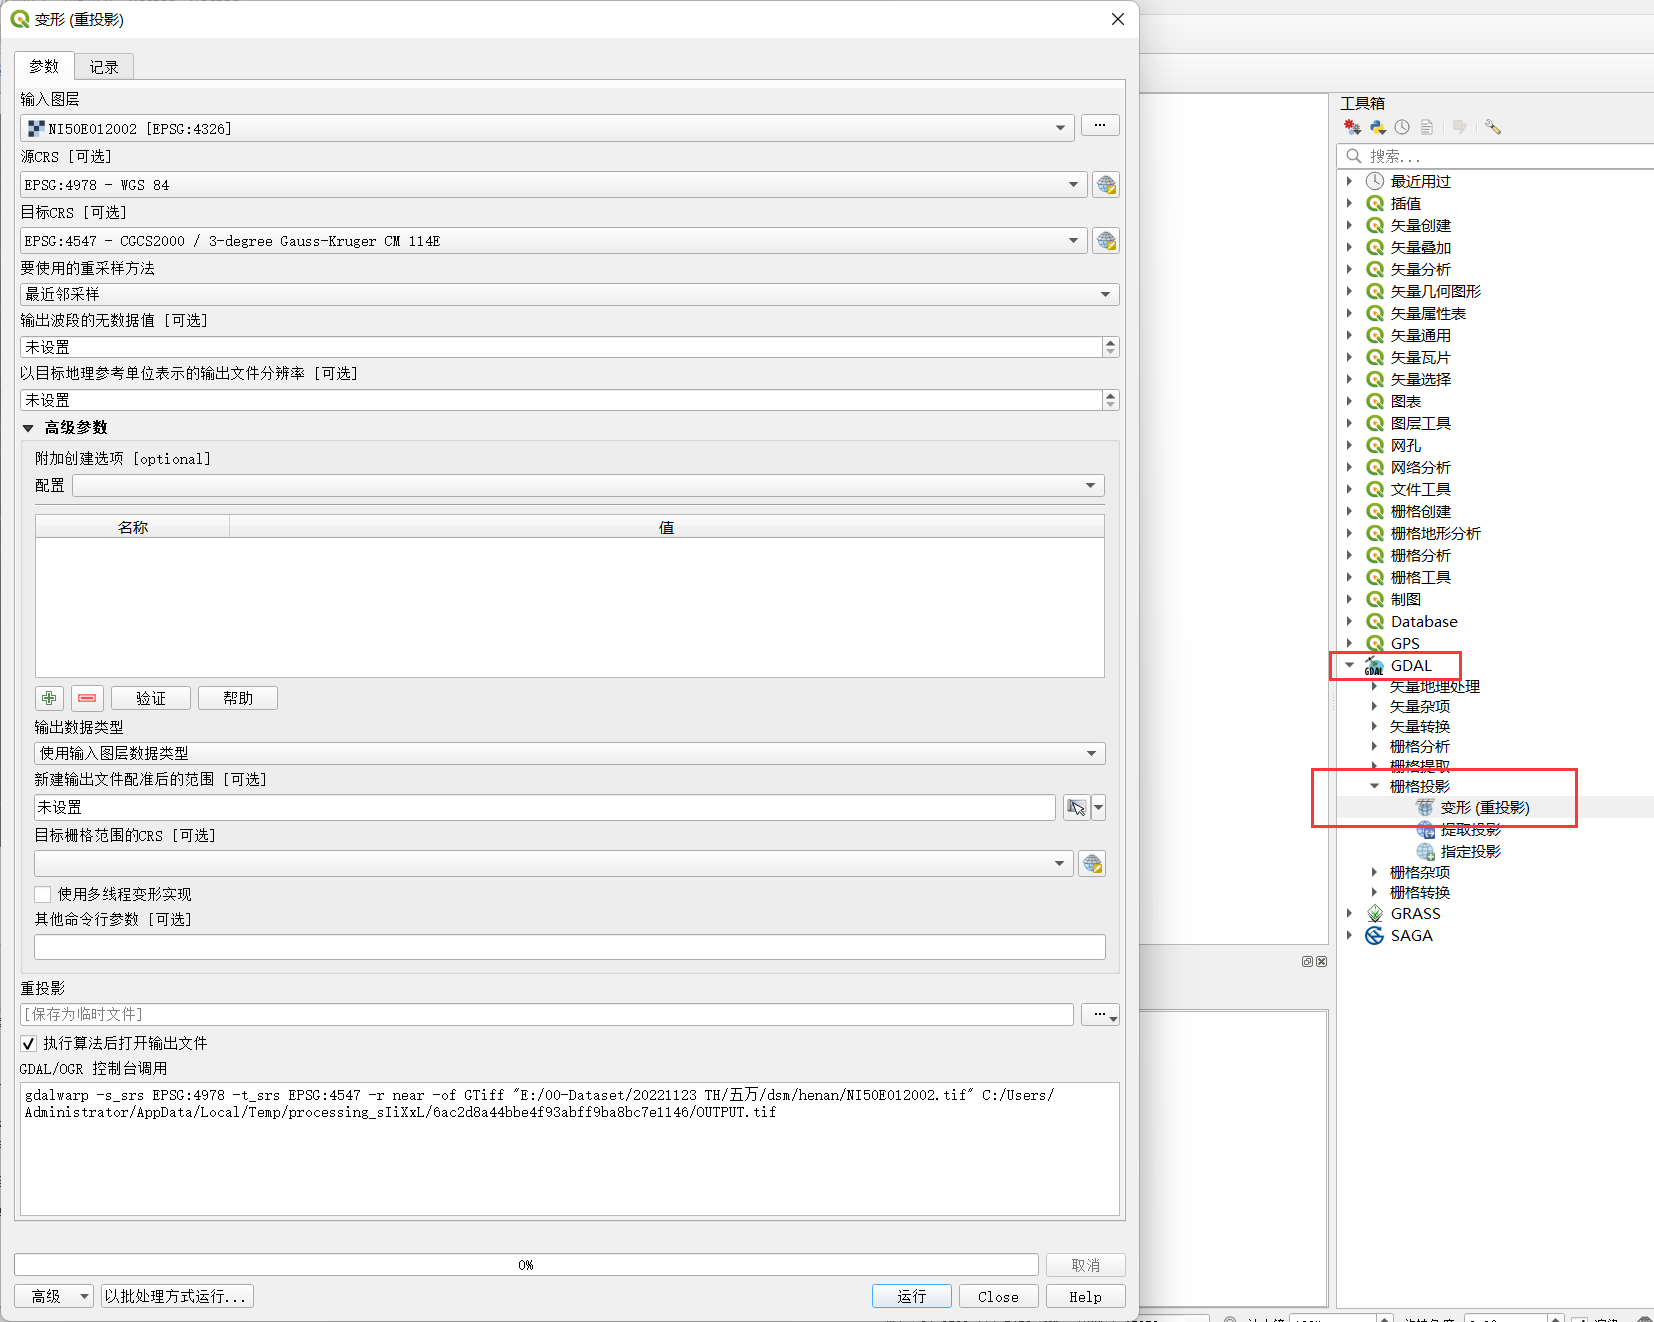 变形 (重投影)
参数 记录
输入图层
NI50E012002 [EPSG:4326]
源CRS [可选]
EPSG:4978 - WGS 84
目标CRS [可选]
EPSG:4547 - CGCS2000 / 3-degree Gauss-Kruger CM 114E
要使用的重采样方法
最近邻采样
输出波段的无数据值 [可选]
未设置
以目标地理参考单位表示的输出文件分辨率 [可选]
未设置
高级参数
附加创建选项 [optional]
配置
名称 值
验证 帮助
输出数据类型
使用输入图层数据类型
新建输出文件配准后的范围 [可选]
未设置
目标栅格范围的CRS [可选]
使用多线程变形实现
其他命令行参数 [可选]
重投影
[保存为临时文件]
执行算法后打开输出文件
GDAL/OGR 控制台调用
gdalwarp -s_srs EPSG:4978 -t_srs EPSG:4547 -r near -of GTiff "E:/00-Dataset/20221123 TH/五万/dsm/henan/NI50E012002.tif" C:/Users/
Administrator/AppData/Local/Temp/processing_sIiXxL/6ac2d8a44bbe4f93abff9ba8bc7e1146/OUTPUT.tif
0%
取消
高级 以批处理方式运行... 运行 Close Help
工具箱
搜索...
最近用过
插值
矢量创建
矢量叠加
矢量分析
矢量几何图形
矢量属性表
矢量通用
矢量瓦片
矢量选择
图表
图层工具
网孔
网络分析
文件工具
栅格创建
栅格地形分析
栅格分析
栅格工具
制图
Database
GPS
GDAL
矢量地理处理
矢量杂项
矢量转换
栅格分析
栅格提取
栅格投影
变形 (重投影)
提取投影
指定投影
栅格杂项
栅格转换
GRASS
SAGA